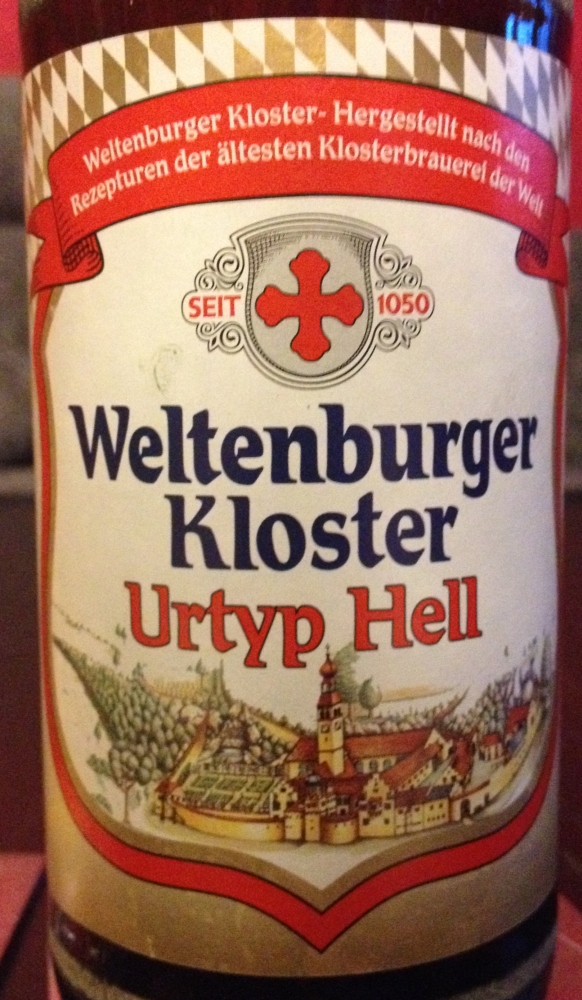 Weltenburger Kloster- Hergestellt nach den
Rezepturen der ältesten Klosterbrauerei der Welt
SEIT 1050
Weltenburger
Kloster
Urtyp Hell